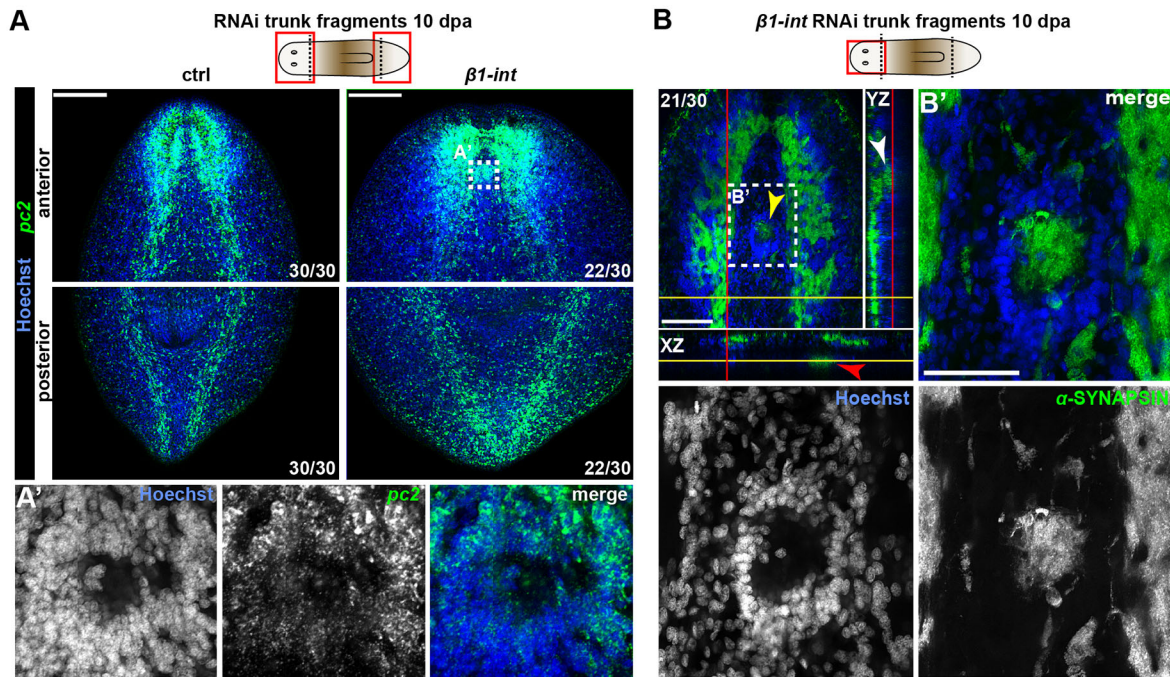 A
RNAi trunk fragments 10 dpa
ctrl
β1-int
Hoechst pc2
anterior
posterior
A'
30/30
22/30
30/30
22/30
A'
Hoechst
pc2
merge
B
β1-int RNAi trunk fragments 10 dpa
21/30
YZ
B'
XZ
B'
merge
Hoechst
α-SYNAPSIN